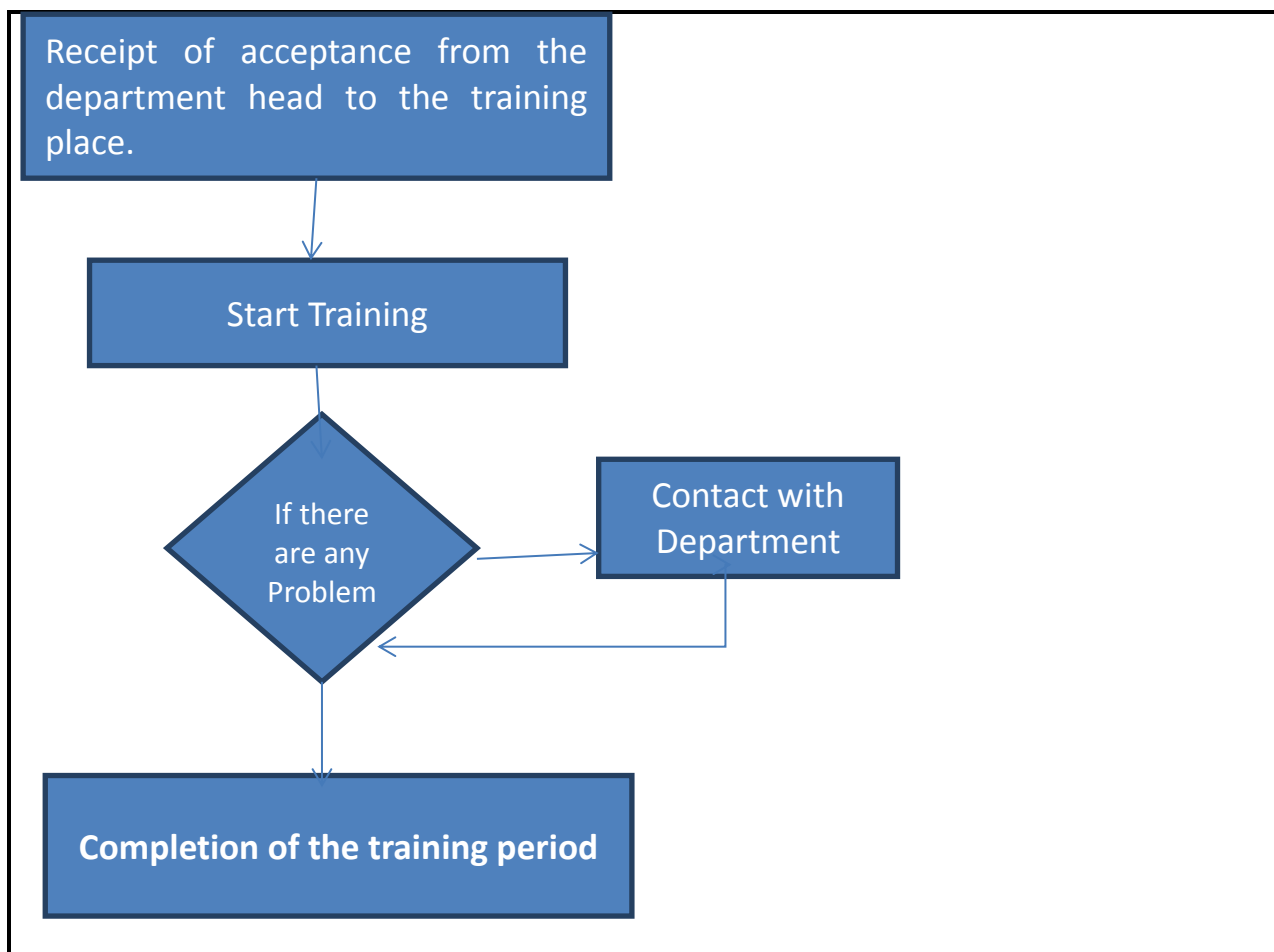 Receipt of acceptance from the
department head to the training
place.
Start Training
If there
are any
Problem
Contact with
Department
Completion of the training period